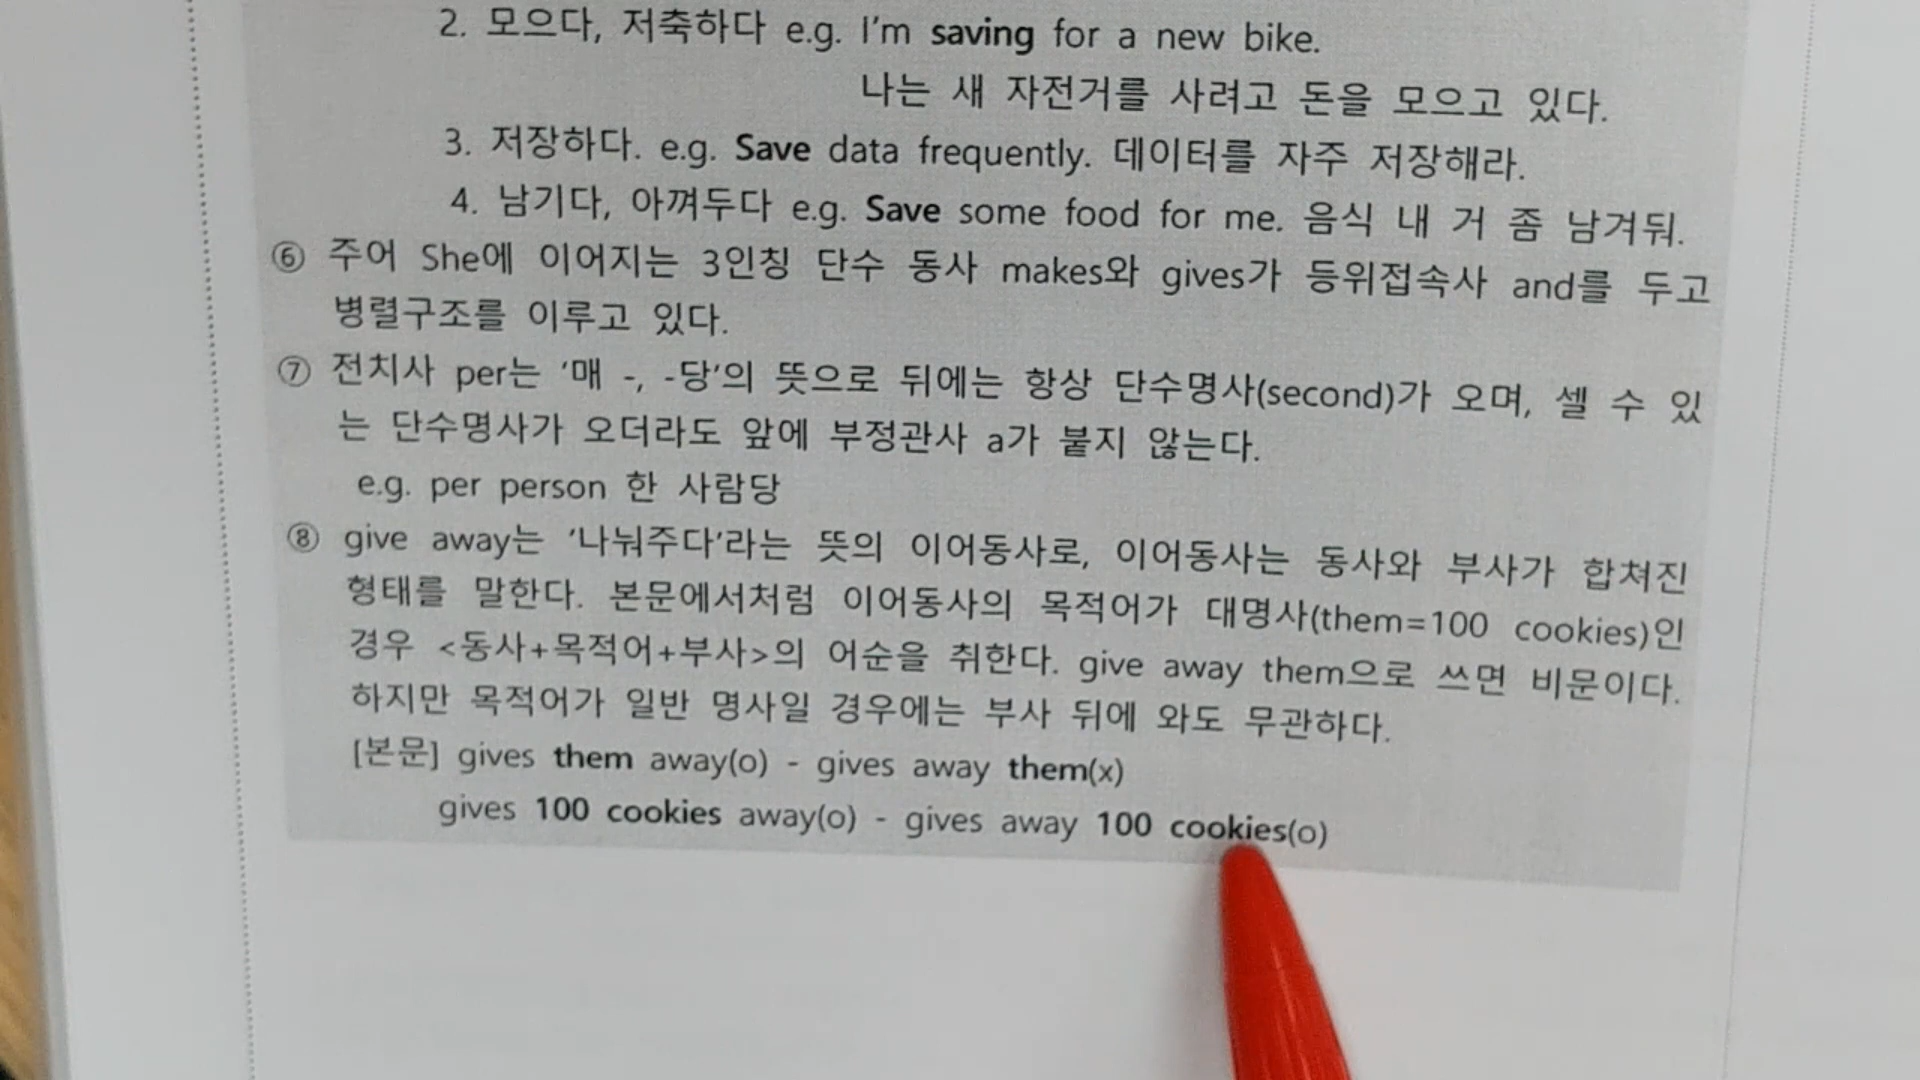 2. 모으다, 저축하다 e.g. I'm saving for a new bike.
나는 새 자전거를 사려고 돈을 모으고 있다.
3. 저장하다. e.g. Save data frequently. 데이터를 자주 저장해라.
4. 남기다, 아껴두다 e.g. Save some food for me. 음식 내 거 좀 남겨둬.
⑥ 주어 She에 이어지는 3인칭 단수 동사 makes와 gives가 등위접속사 and를 두고
병렬구조를 이루고 있다.
⑦ 전치사 per는 '매 -, -당'의 뜻으로 뒤에는 항상 단수명사(second)가 오며, 셀 수 있
는 단수명사가 오더라도 앞에 부정관사 a가 붙지 않는다.
e.g. per person 한 사람당
⑧ give away는 '나눠주다'라는 뜻의 이어동사로, 이어동사는 동사와 부사가 합쳐진
형태를 말한다. 본문에서처럼 이어동사의 목적어가 대명사(them=100 cookies)인
경우 <동사+목적어+부사>의 어순을 취한다. give away them으로 쓰면 비문이다.
하지만 목적어가 일반 명사일 경우에는 부사 뒤에 와도 무관하다.
[본문] gives them away(o) - gives away them(x)
gives 100 cookies away(o) - gives away 100 cookies(o)